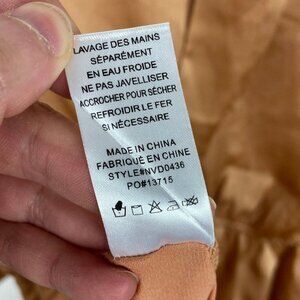 LAVAGE DES MAINS
SÉPARÉMENT
EN EAU FROIDE
NE PAS JAVELLISER
ACCROCHER POUR SÉCHER
REFROIDIR LE FER
SI NÉCESSAIRE
MADE IN CHINA
FABRIQUÉ EN CHINE
STYLE#NVD0436
PO#13715